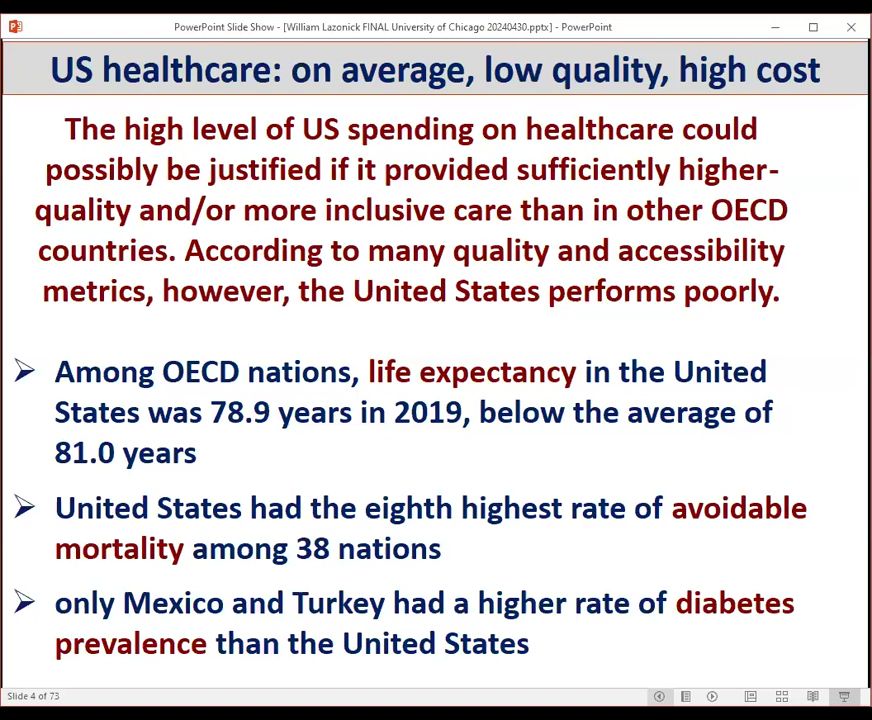 PowerPoint Slide Show - [William Lazonick FINAL University of Chicago 20240430.pptx] - PowerPoint
US healthcare: on average, low quality, high cost
The high level of US spending on healthcare could
possibly be justified if it provided sufficiently higher-
quality and/or more inclusive care than in other OECD
countries. According to many quality and accessibility
metrics, however, the United States performs poorly.
Among OECD nations, life expectancy in the United
States was 78.9 years in 2019, below the average of
81.0 years
United States had the eighth highest rate of avoidable
mortality among 38 nations
only Mexico and Turkey had a higher rate of diabetes
prevalence than the United States
Slide 4 of 73